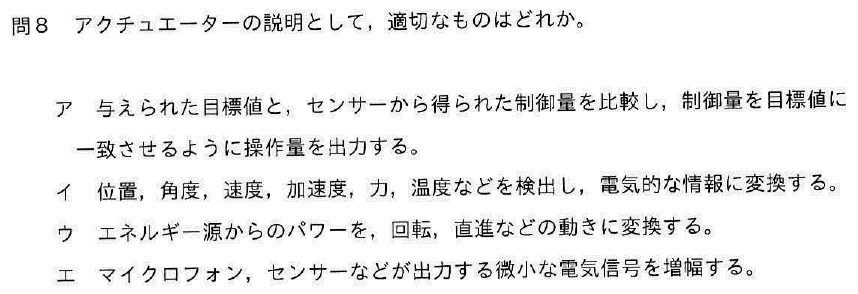 問8 アクチュエーターの説明として，適切なものはどれか。
ア 与えられた目標値と，センサーから得られた制御量を比較し，制御量を目標値に
一致させるように操作量を出力する。
イ 位置，角度，速度，加速度，力，温度などを検出し，電気的な情報に変換する。
ウ エネルギー源からのパワーを，回転，直進などの動きに変換する。
エ マイクロフォン，センサーなどが出力する微小な電気信号を増幅する。